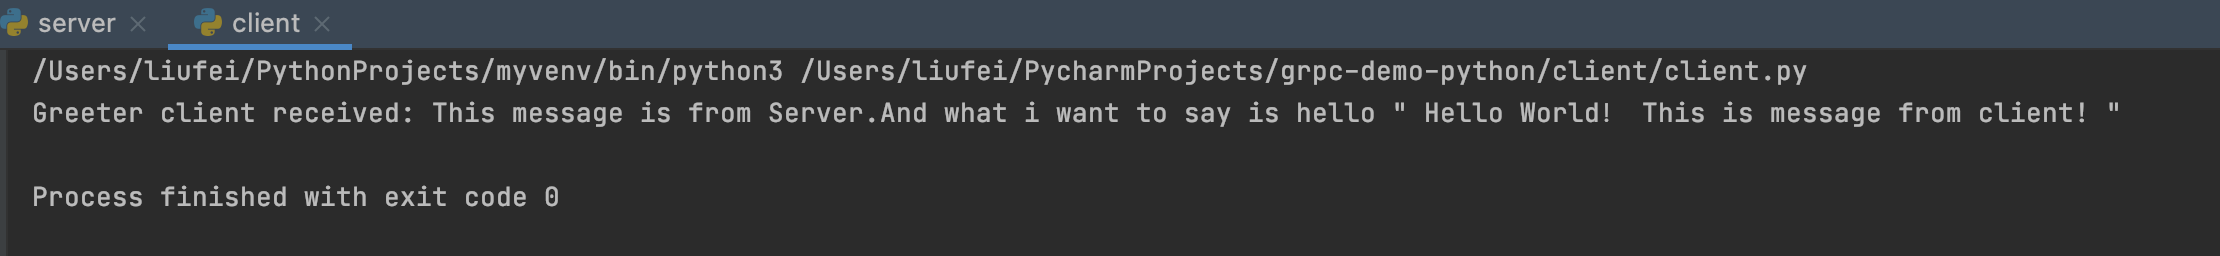 server
client
/Users/liufei/PythonProjects/myvenv/bin/python3 /Users/liufei/PycharmProjects/grpc-demo-python/client/client.py
Greeter client received: This message is from Server.And what i want to say is hello " Hello World!  This is message from client! "
Process finished with exit code 0